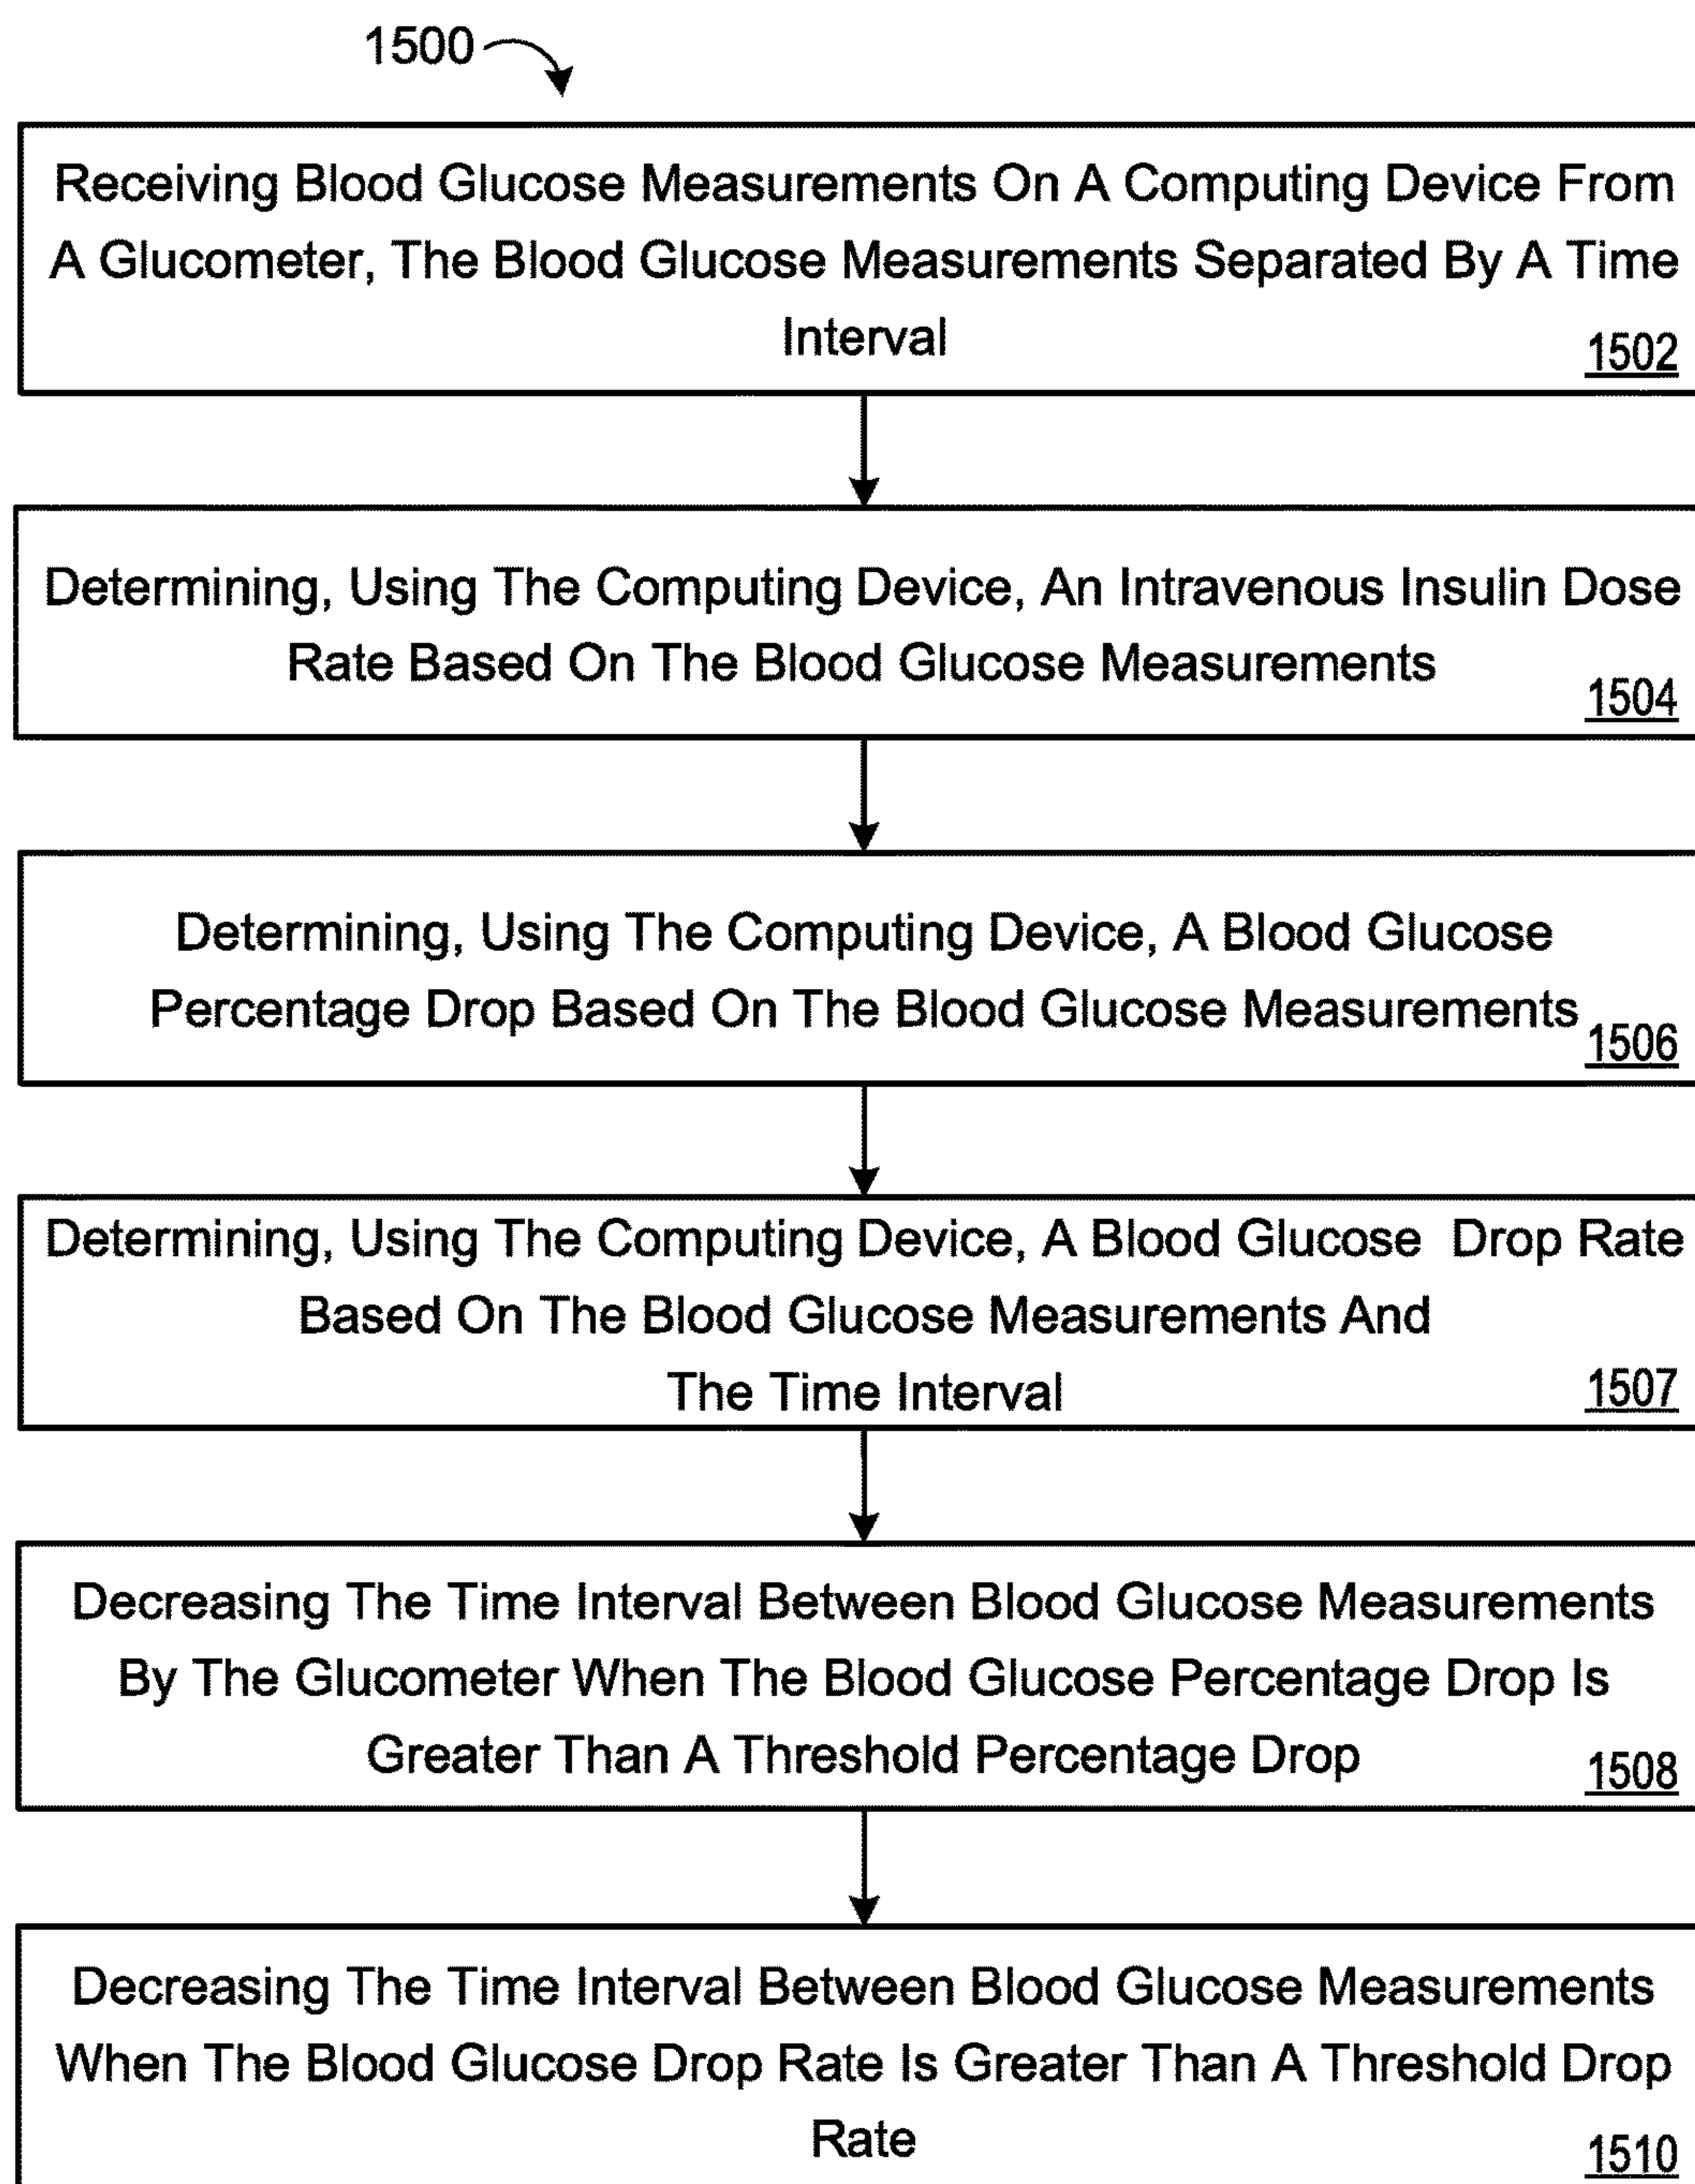 1500
Receiving Blood Glucose Measurements On A Computing Device From
A Glucometer, The Blood Glucose Measurements Separated By A Time
Interval
1502
Determining, Using The Computing Device, An Intravenous Insulin Dose
Rate Based On The Blood Glucose Measurements
1504
Determining, Using The Computing Device, A Blood Glucose
Percentage Drop Based On The Blood Glucose Measurements
1506
Determining, Using The Computing Device, A Blood Glucose Drop Rate
Based On The Blood Glucose Measurements And
The Time Interval
1507
Decreasing The Time Interval Between Blood Glucose Measurements
By The Glucometer When The Blood Glucose Percentage Drop Is
Greater Than A Threshold Percentage Drop
1508
Decreasing The Time Interval Between Blood Glucose Measurements
When The Blood Glucose Drop Rate Is Greater Than A Threshold Drop
Rate
1510